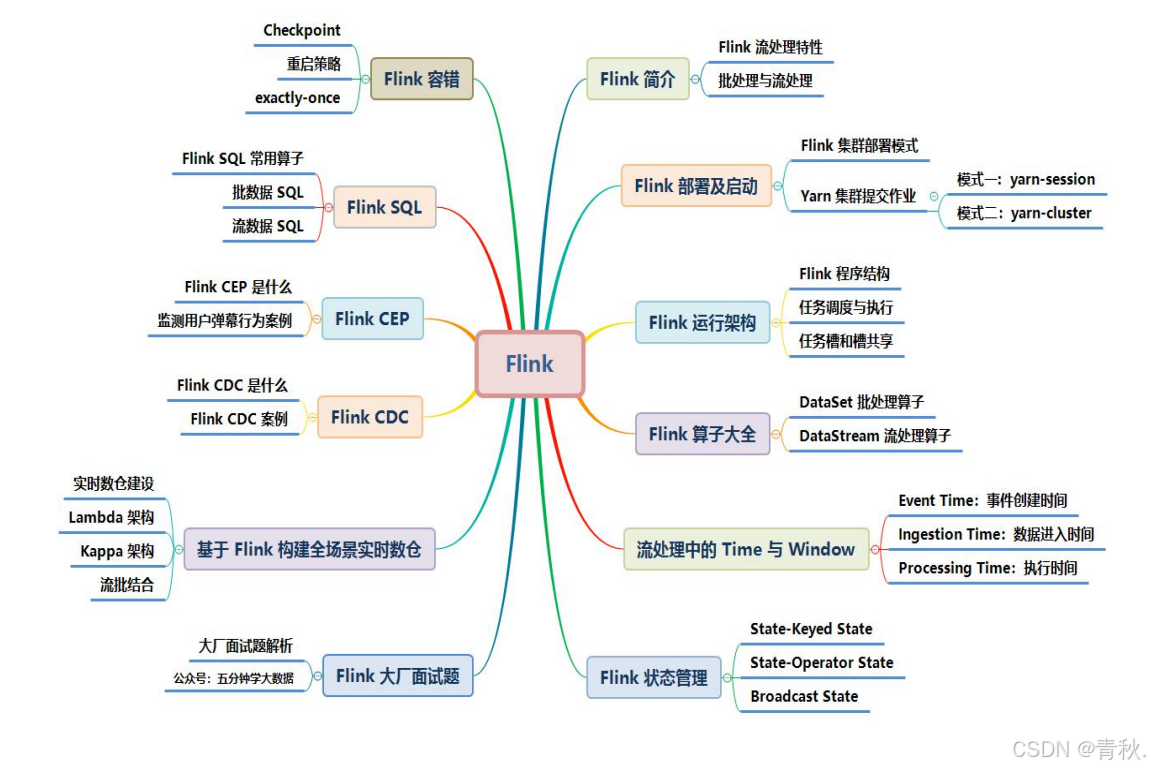 Flink
Flink 简介
Flink 流处理特性
批处理与流处理
Flink 部署及启动
Flink 集群部署模式
Yarn 集群提交作业
模式一：yarn-session
模式二：yarn-cluster
Flink 运行架构
Flink 程序结构
任务调度与执行
任务槽和槽共享
Flink 算子大全
DataSet 批处理算子
DataStream 流处理算子
流处理中的 Time 与 Window
Event Time：事件创建时间
Ingestion Time：数据进入时间
Processing Time：执行时间
Flink 状态管理
State-Keyed State
State-Operator State
Broadcast State
Flink 容错
Checkpoint
重启策略
exactly-once
Flink SQL
Flink SQL 常用算子
批数据 SQL
流数据 SQL
Flink CEP
Flink CEP 是什么
监测用户弹幕行为案例
Flink CDC
Flink CDC 是什么
Flink CDC 案例
基于 Flink 构建全场景实时数仓
实时数仓建设
Lambda 架构
Kappa 架构
流批结合
Flink 大厂面试题
大厂面试题解析
公众号：五分钟学大数据
CSDN @青秋.